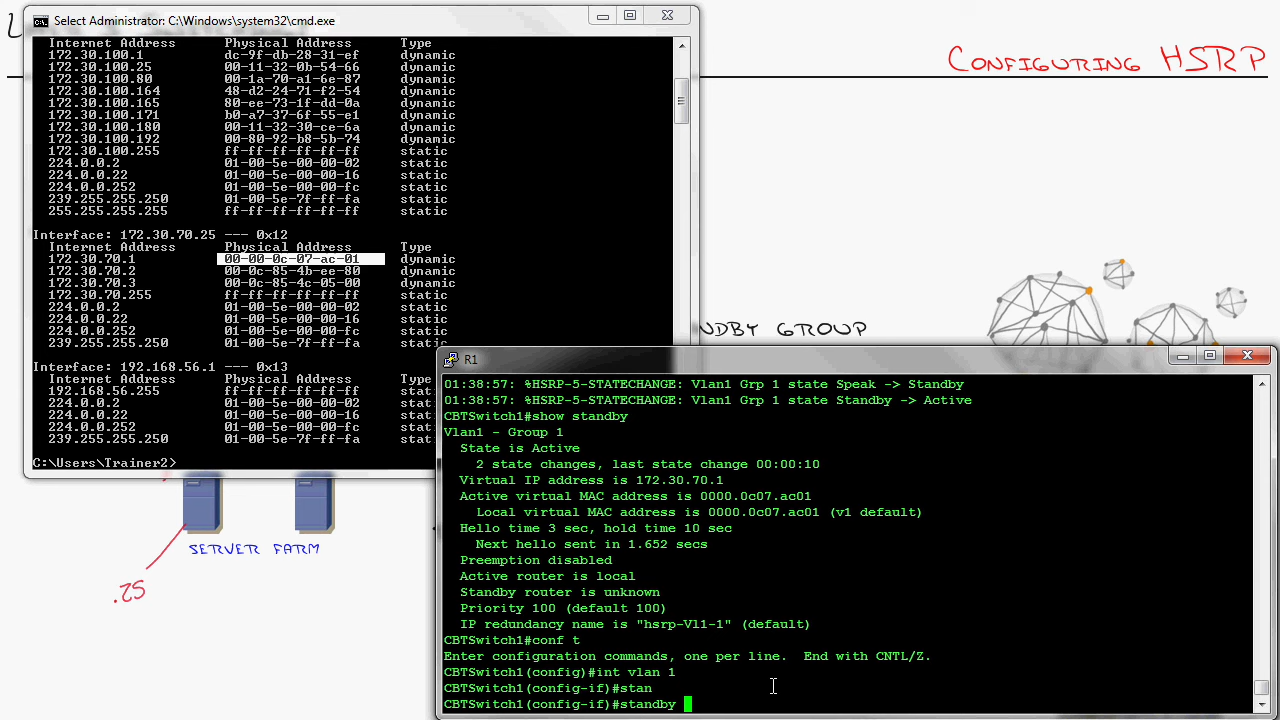 Select Administrator: C:\Windows\system32\cmd.exe
CONFIGURING HSRP
Internet Address Physical Address Type
172.30.100.1 dc-9f-db-28-31-ef dynamic
172.30.100.25 00-11-32-0b-54-66 dynamic
172.30.100.80 00-1a-70-a1-6e-87 dynamic
172.30.100.164 48-d2-24-71-f2-54 dynamic
172.30.100.165 80-ee-73-1f-dd-0a dynamic
172.30.100.171 b0-a7-37-6f-55-e1 dynamic
172.30.100.180 00-11-32-30-ce-6a dynamic
172.30.100.192 00-80-92-b8-5b-74 dynamic
172.30.100.255 ff-ff-ff-ff-ff-ff static
224.0.0.2 01-00-5e-00-00-02 static
224.0.0.22 01-00-5e-00-00-16 static
224.0.0.252 01-00-5e-00-00-fc static
239.255.255.250 01-00-5e-7f-ff-fa static
255.255.255.255 ff-ff-ff-ff-ff-ff static
Interface: 172.30.70.25 --- 0x12
Internet Address Physical Address Type
172.30.70.1 00-00-0c-07-ac-01 dynamic
172.30.70.2 00-0c-85-4b-ee-80 dynamic
172.30.70.3 00-0c-85-4c-05-00 dynamic
172.30.70.255 ff-ff-ff-ff-ff-ff static
224.0.0.2 01-00-5e-00-00-02 static
224.0.0.22 01-00-5e-00-00-16 static
224.0.0.252 01-00-5e-00-00-fc static
239.255.255.250 01-00-5e-7f-ff-fa static
Interface: 192.168.56.1 --- 0x13
Internet Address Physical Address Type
192.168.56.255 ff-ff-ff-ff-ff-ff stat
224.0.0.2 01-00-5e-00-00-02 stat
224.0.0.22 01-00-5e-00-00-16 stat
224.0.0.252 01-00-5e-00-00-fc stat
239.255.255.250 01-00-5e-7f-ff-fa stat
C:\Users\Trainer2>
NDBY GROUP
SERVER FARM
.25
R1
01:38:57: %HSRP-5-STATECHANGE: Vlan1 Grp 1 state Speak -> Standby
01:38:57: %HSRP-5-STATECHANGE: Vlan1 Grp 1 state Standby -> Active
CBTSwitch1#show standby
Vlan1 - Group 1
State is Active
2 state changes, last state change 00:00:10
Virtual IP address is 172.30.70.1
Active virtual MAC address is 0000.0c07.ac01
Local virtual MAC address is 0000.0c07.ac01 (v1 default)
Hello time 3 sec, hold time 10 sec
Next hello sent in 1.652 secs
Preemption disabled
Active router is local
Standby router is unknown
Priority 100 (default 100)
IP redundancy name is "hsrp-Vl1-1" (default)
CBTSwitch1#conf t
Enter configuration commands, one per line. End with CNTL/Z.
CBTSwitch1(config)#int vlan 1
CBTSwitch1(config-if)#stan
CBTSwitch1(config-if)#standby